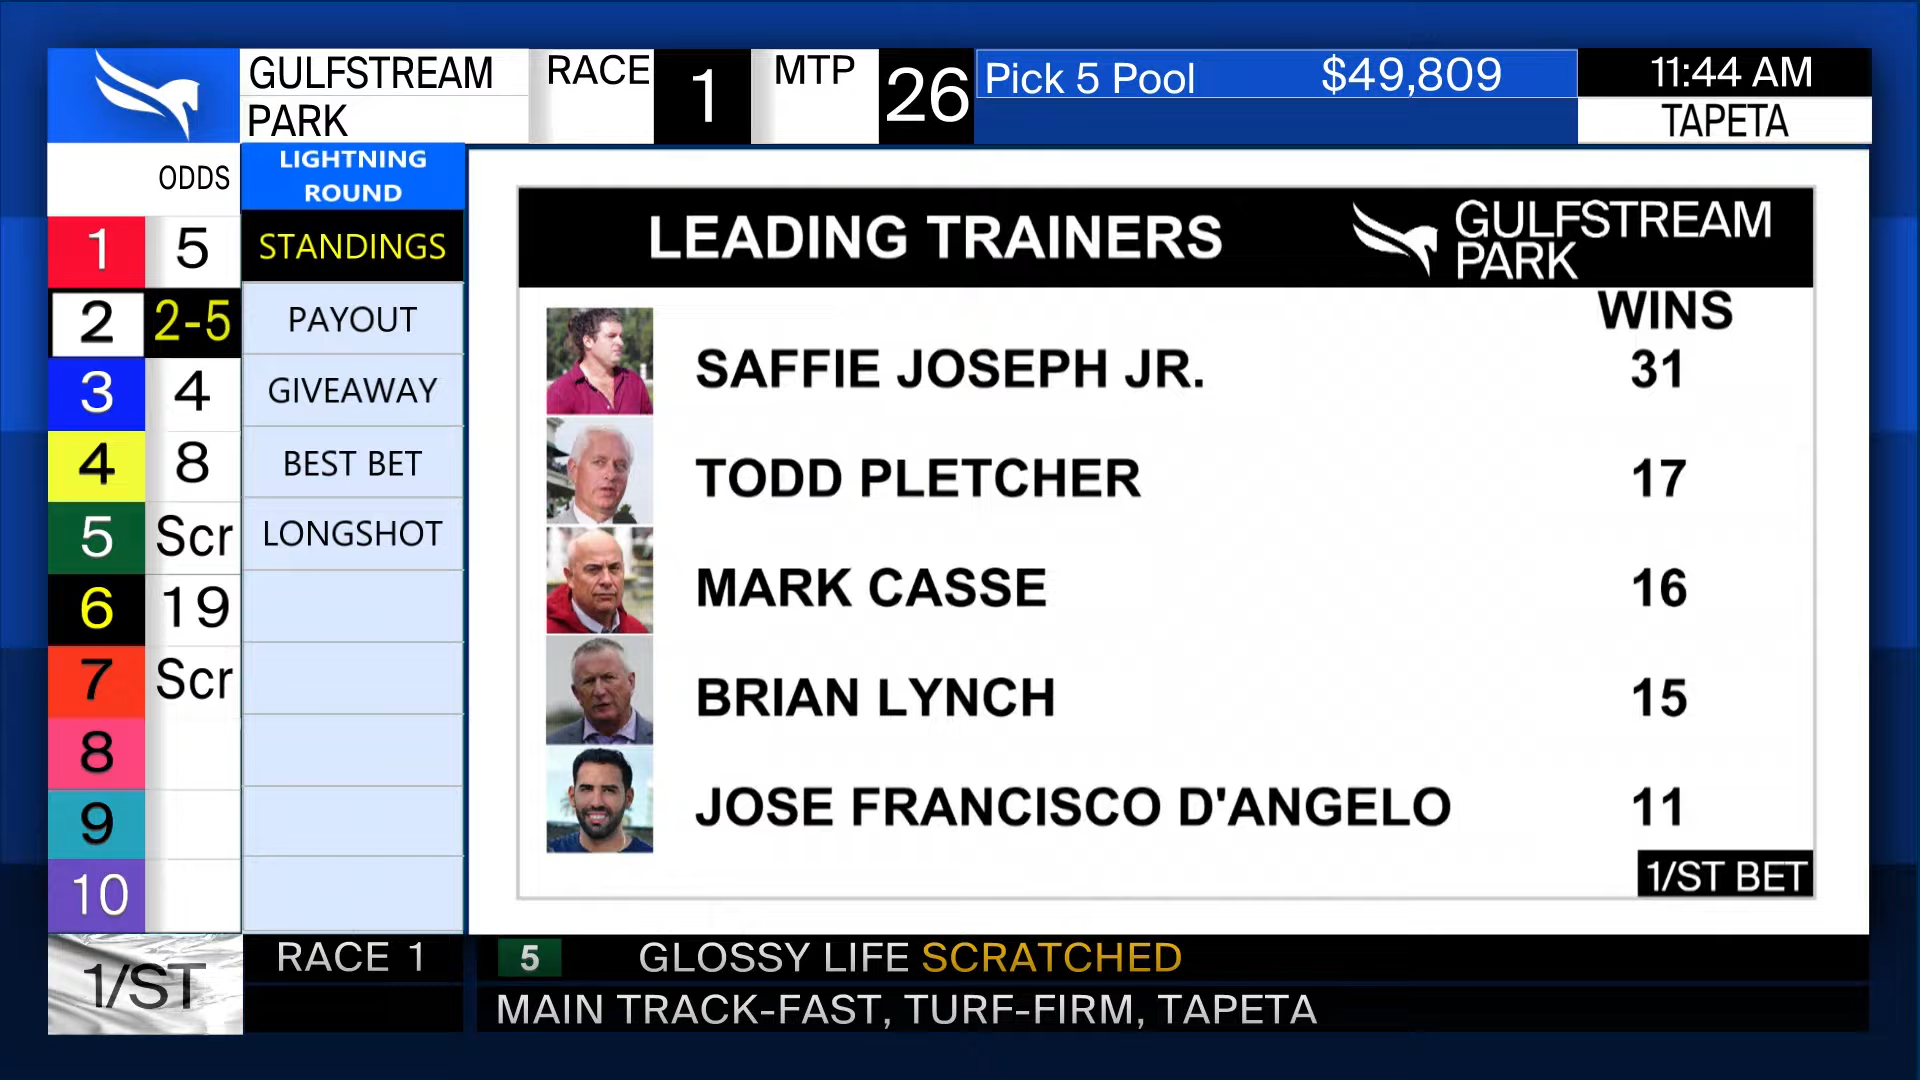 GULFSTREAM
PARK
RACE 1
MTP 26
Pick 5 Pool $49,809
11:44 AM
TAPETA
ODDS
1 5
2 2-5
3 4
4 8
5 Scr
6 19
7 Scr
8
9
10
LIGHTNING
ROUND
STANDINGS
PAYOUT
GIVEAWAY
BEST BET
LONGSHOT
LEADING TRAINERS
GULFSTREAM
PARK
WINS
SAFFIE JOSEPH JR. 31
TODD PLETCHER 17
MARK CASSE 16
BRIAN LYNCH 15
JOSE FRANCISCO D'ANGELO 11
1/ST BET
1/ST
RACE 1
5 GLOSSY LIFE SCRATCHED
MAIN TRACK-FAST, TURF-FIRM, TAPETA